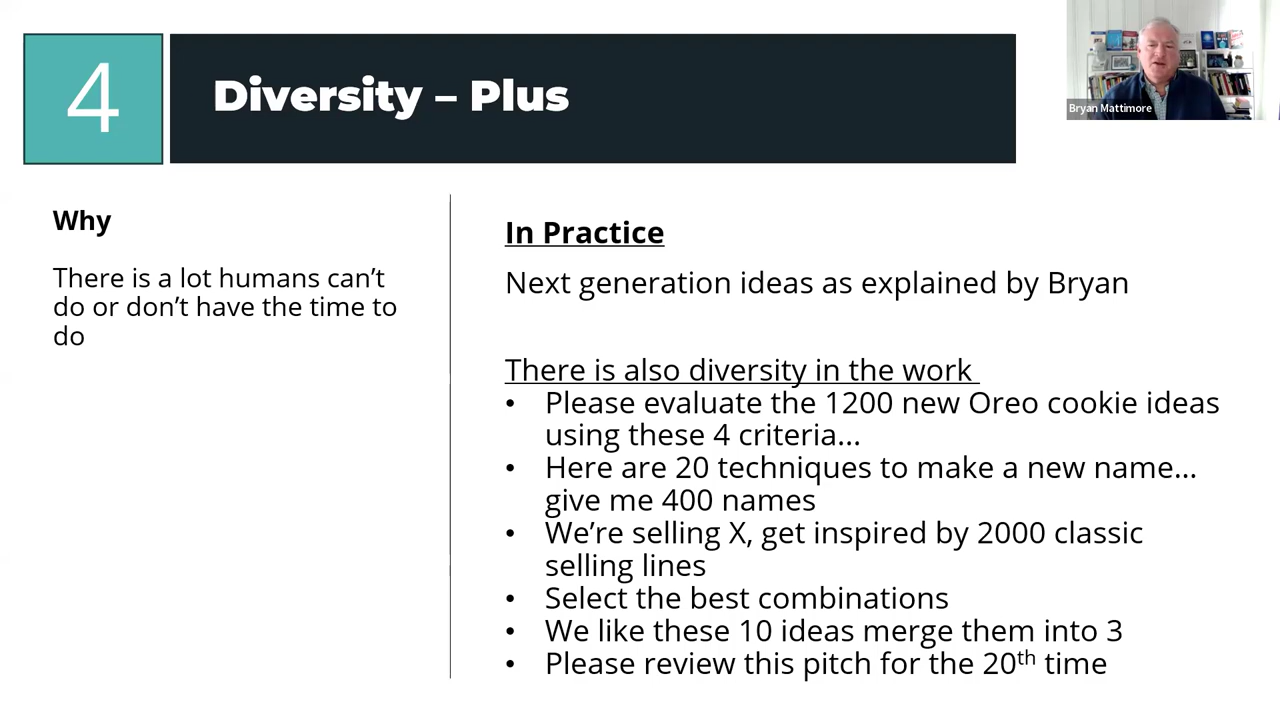 4
Diversity – Plus
Bryan Mattimore
Why
There is a lot humans can’t
do or don’t have the time to
do
In Practice
Next generation ideas as explained by Bryan
There is also diversity in the work
• Please evaluate the 1200 new Oreo cookie ideas
using these 4 criteria...
• Here are 20 techniques to make a new name...
give me 400 names
• We’re selling X, get inspired by 2000 classic
selling lines
• Select the best combinations
• We like these 10 ideas merge them into 3
• Please review this pitch for the 20th time